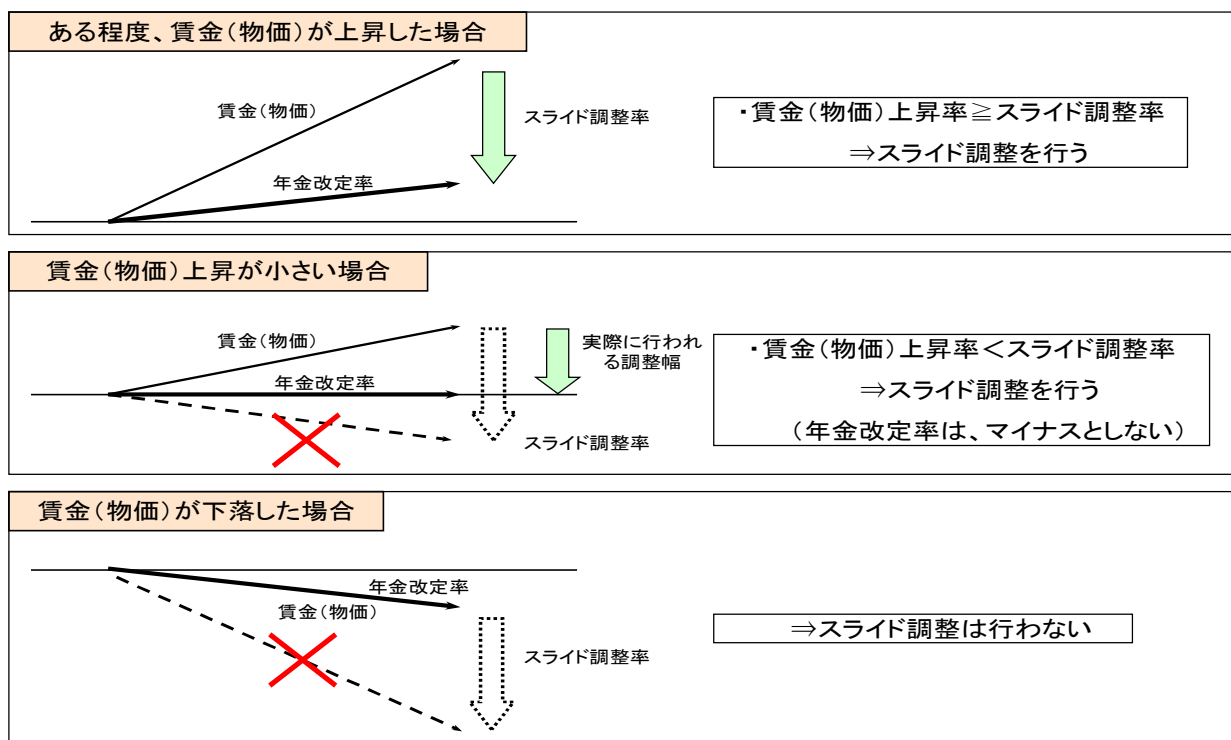 ある程度、賃金(物価)が上昇した場合
賃金(物価)
スライド調整率
年金改定率
・賃金(物価)上昇率≧スライド調整率
⇒スライド調整を行う
賃金(物価)上昇が小さい場合
賃金(物価)
年金改定率
実際に行われ
る調整幅
スライド調整率
・賃金(物価)上昇率<スライド調整率
⇒スライド調整を行う
(年金改定率は、マイナスとしない)
賃金(物価)が下落した場合
年金改定率
賃金(物価)
スライド調整率
⇒スライド調整は行わない